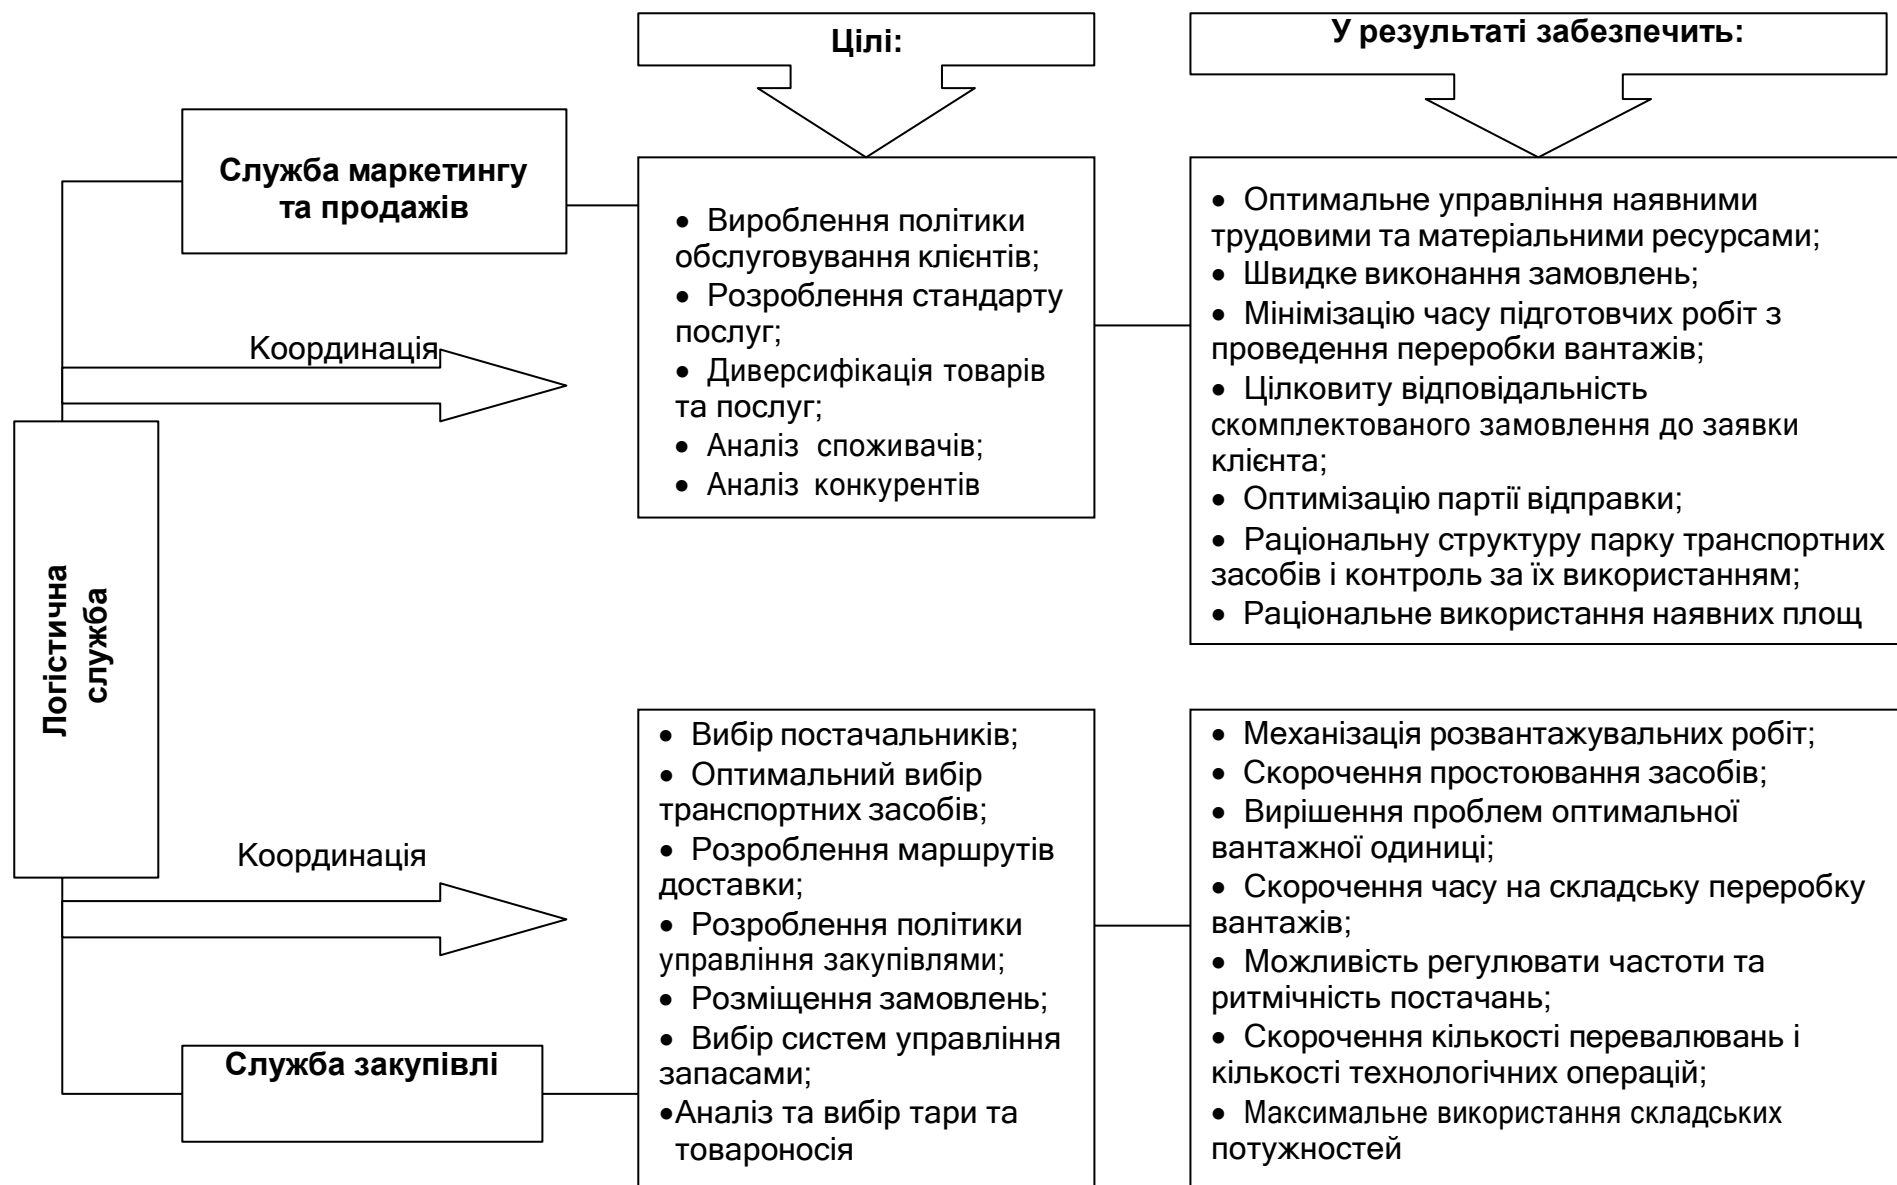 Цілі:
У результаті забезпечить:
Служба маркетингу
та продажів
• Вироблення політики
обслуговування клієнтів;
• Розроблення стандарту
послуг;
• Диверсифікація товарів
та послуг;
• Аналіз споживачів;
• Аналіз конкурентів
• Оптимальне управління наявними
трудовими та матеріальними ресурсами;
• Швидке виконання замовлень;
• Мінімізацію часу підготовчих робіт з
проведення переробки вантажів;
• Цілковиту відповідальність
скомплектованого замовлення до заявки
клієнта;
• Оптимізацію партії відправки;
• Раціональну структуру парку транспортних
засобів і контроль за їх використанням;
• Раціональне використання наявних площ
Координація
Логістична
служба
Координація
Служба закупівлі
• Вибір постачальників;
• Оптимальний вибір
транспортних засобів;
• Розроблення маршрутів
доставки;
• Розроблення політики
управління закупівлями;
• Розміщення замовлень;
• Вибір систем управління
запасами;
•Аналіз та вибір тари та
товароносія
• Механізація розвантажувальних робіт;
• Скорочення простоювання засобів;
• Вирішення проблем оптимальної
вантажної одиниці;
• Скорочення часу на складську переробку
вантажів;
• Можливість регулювати частоти та
ритмічність постачань;
• Скорочення кількості перевалювань і
кількості технологічних операцій;
• Максимальне використання складських
потужностей